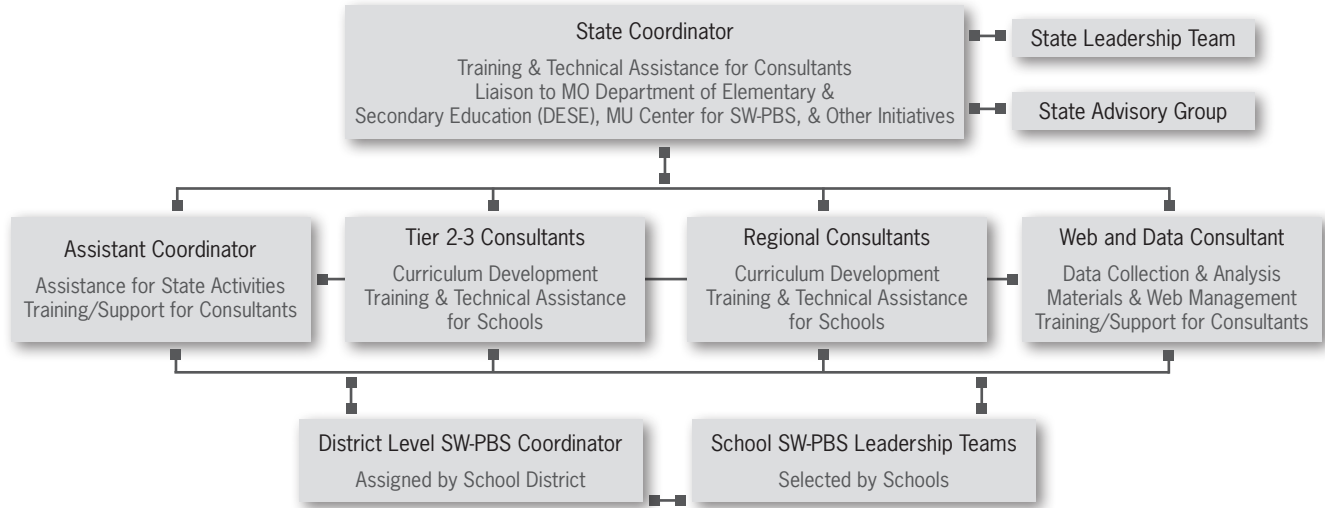 State Coordinator
Training & Technical Assistance for Consultants
Liaison to MO Department of Elementary &
Secondary Education (DESE), MU Center for SW-PBS, & Other Initiatives
State Leadership Team
State Advisory Group
Assistant Coordinator
Assistance for State Activities
Training/Support for Consultants
Tier 2-3 Consultants
Curriculum Development
Training & Technical Assistance
for Schools
Regional Consultants
Curriculum Development
Training & Technical Assistance
for Schools
Web and Data Consultant
Data Collection & Analysis
Materials & Web Management
Training/Support for Consultants
District Level SW-PBS Coordinator
Assigned by School District
School SW-PBS Leadership Teams
Selected by Schools